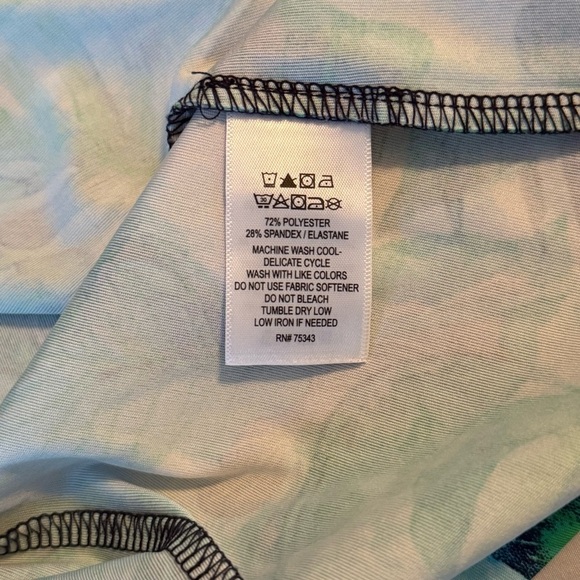 72% POLYESTER
28% SPANDEX / ELASTANE
MACHINE WASH COOL-
DELICATE CYCLE
WASH WITH LIKE COLORS
DO NOT USE FABRIC SOFTENER
DO NOT BLEACH
TUMBLE DRY LOW
LOW IRON IF NEEDED
RN# 75343